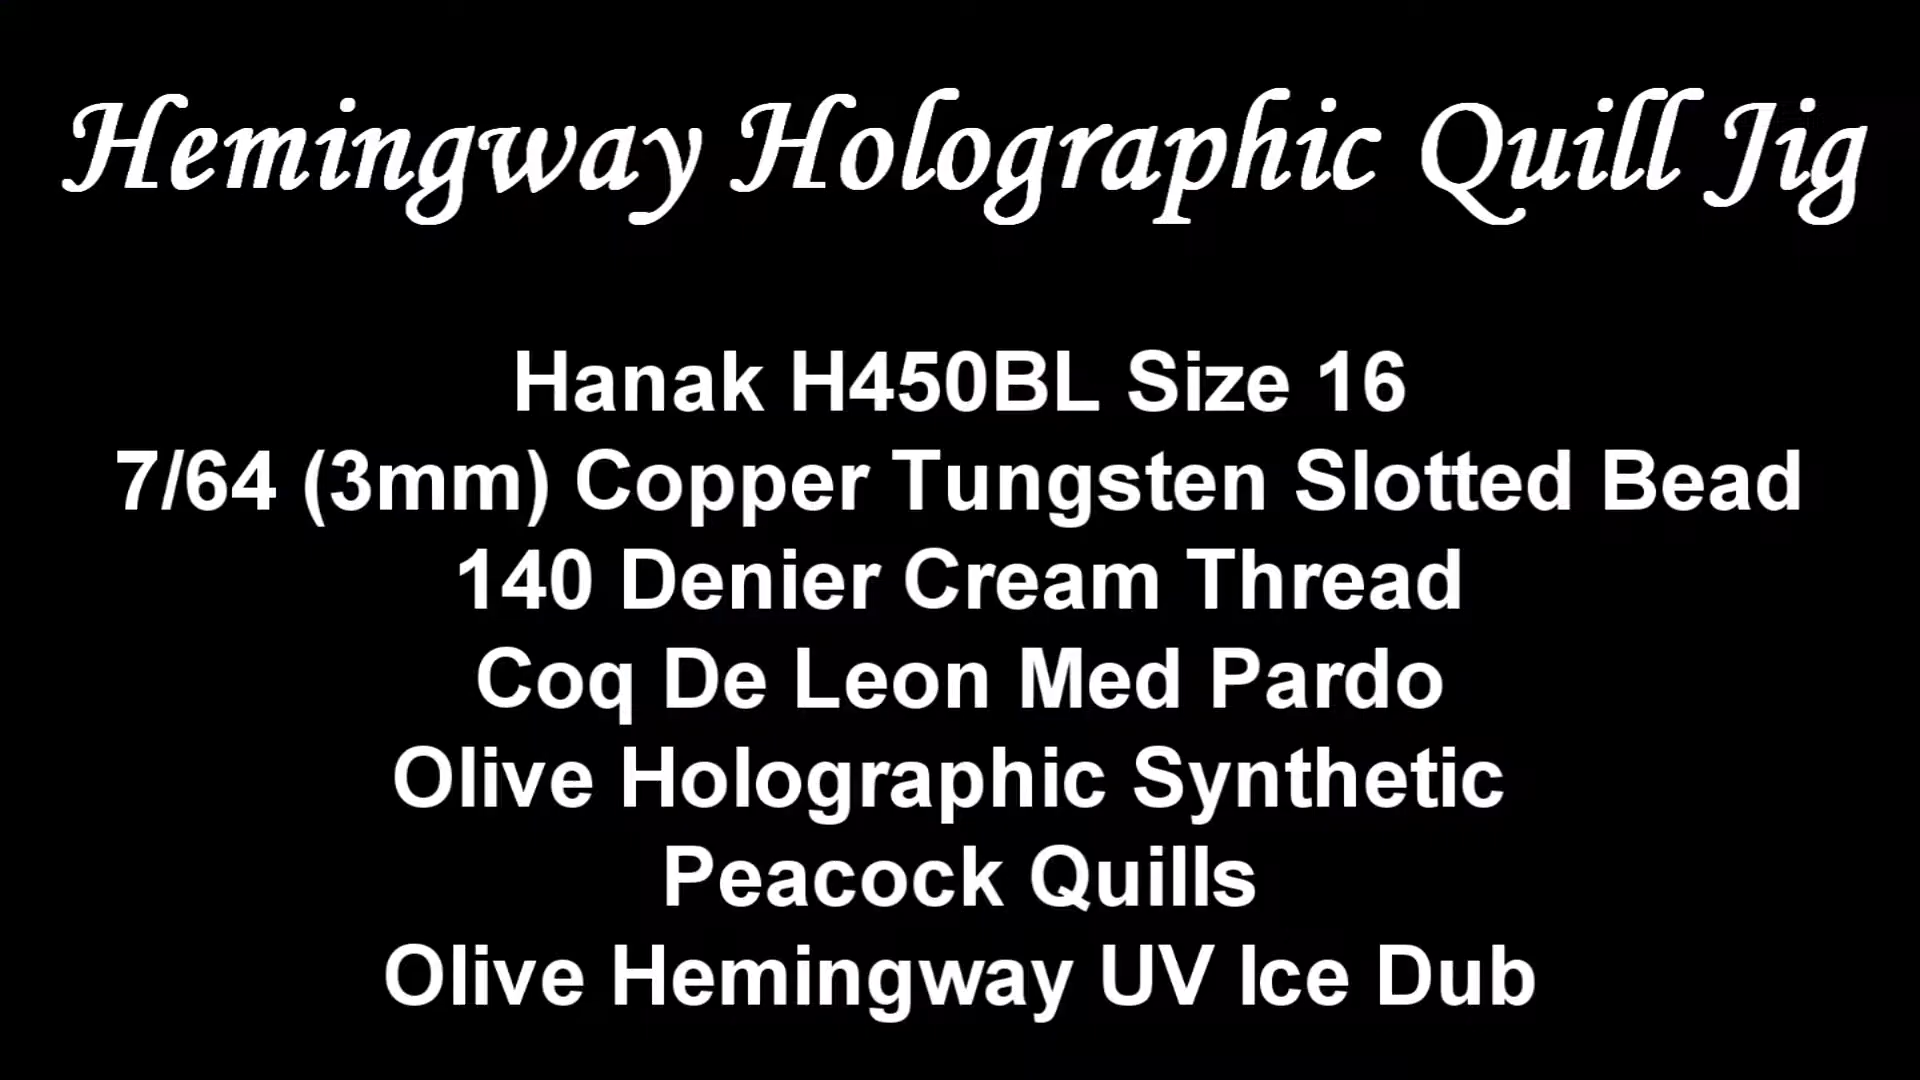 Hemingway Holographic Quill Jig
Hanak H450BL Size 16
7/64 (3mm) Copper Tungsten Slotted Bead
140 Denier Cream Thread
Coq De Leon Med Pardo
Olive Holographic Synthetic
Peacock Quills
Olive Hemingway UV Ice Dub